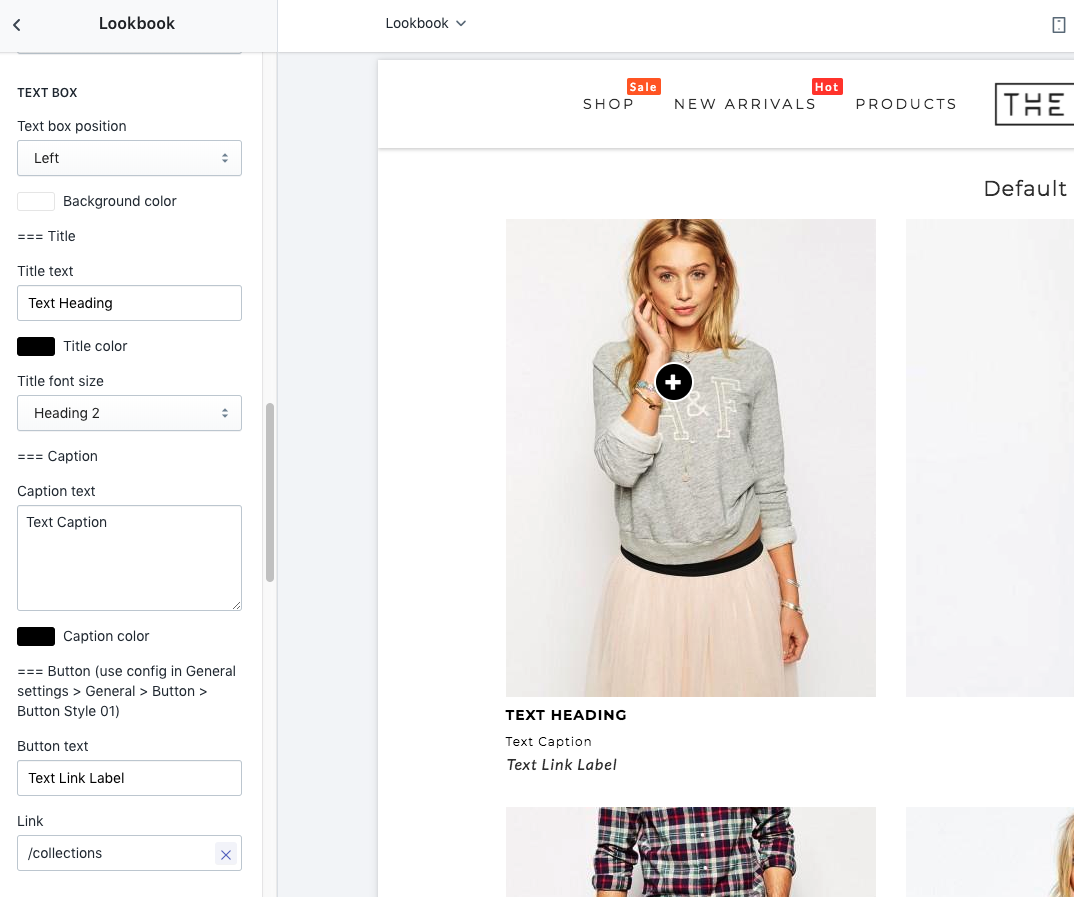 Lookbook
Lookbook
TEXT BOX
Text box position
Left
Background color
=== Title
Title text
Text Heading
Title color
Title font size
Heading 2
=== Caption
Caption text
Text Caption
Caption color
=== Button (use config in General
settings > General > Button >
Button Style 01)
Button text
Text Link Label
Link
/collections
Sale
Hot
SHOP
NEW ARRIVALS
PRODUCTS
THE
Default
A&F
TEXT HEADING
Text Caption
Text Link Label